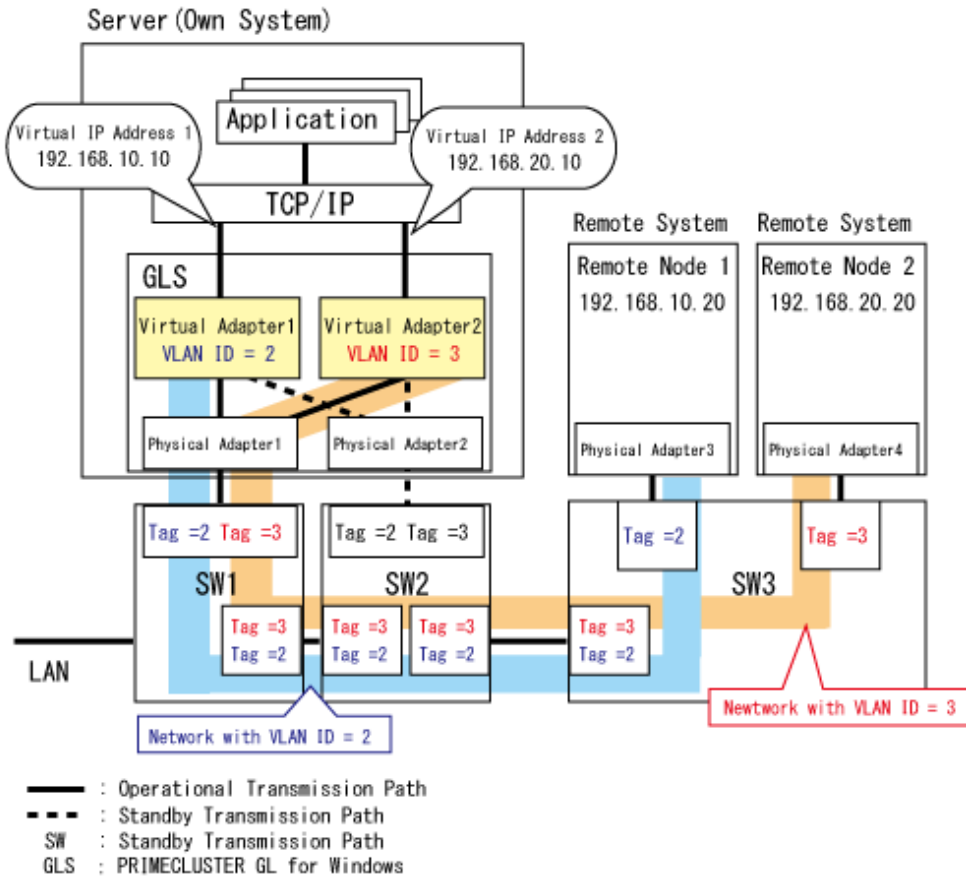 Server(Own System)
Application
Virtual IP Address 1
192.168.10.10
Virtual IP Address 2
192.168.20.10
TCP/IP
GLS
Virtual Adapter1
VLAN ID = 2
Virtual Adapter2
VLAN ID = 3
Physical Adapter1
Physical Adapter2
Remote System
Remote Node 1
192.168.10.20
Physical Adapter3
Remote System
Remote Node 2
192.168.20.20
Physical Adapter4
Tag =2 Tag =3
SW1
Tag =3
Tag =2
Tag =2 Tag =3
SW2
Tag =3
Tag =2
Tag =3
Tag =2
Tag =2
Tag =3
SW3
Tag =3
Tag =2
LAN
Network with VLAN ID = 2
Newtwork with VLAN ID = 3
: Operational Transmission Path
: Standby Transmission Path
SW : Standby Transmission Path
GLS : PRIMECLUSTER GL for Windows